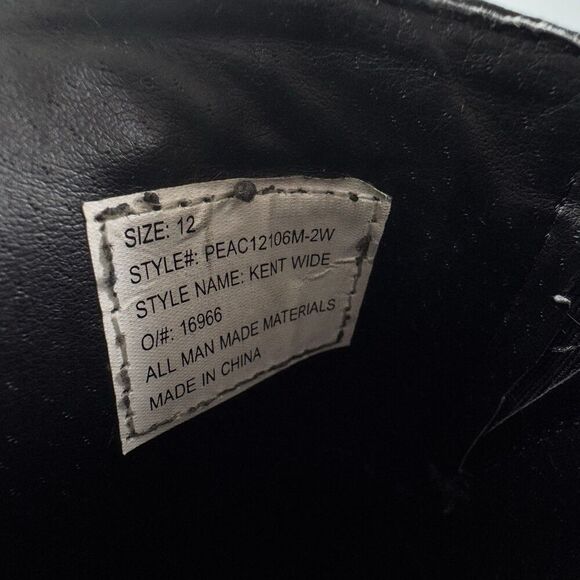 SIZE: 12
STYLE#: PEAC12106M-2W
STYLE NAME: KENT WIDE
O/#: 16966
ALL MAN MADE MATERIALS
MADE IN CHINA